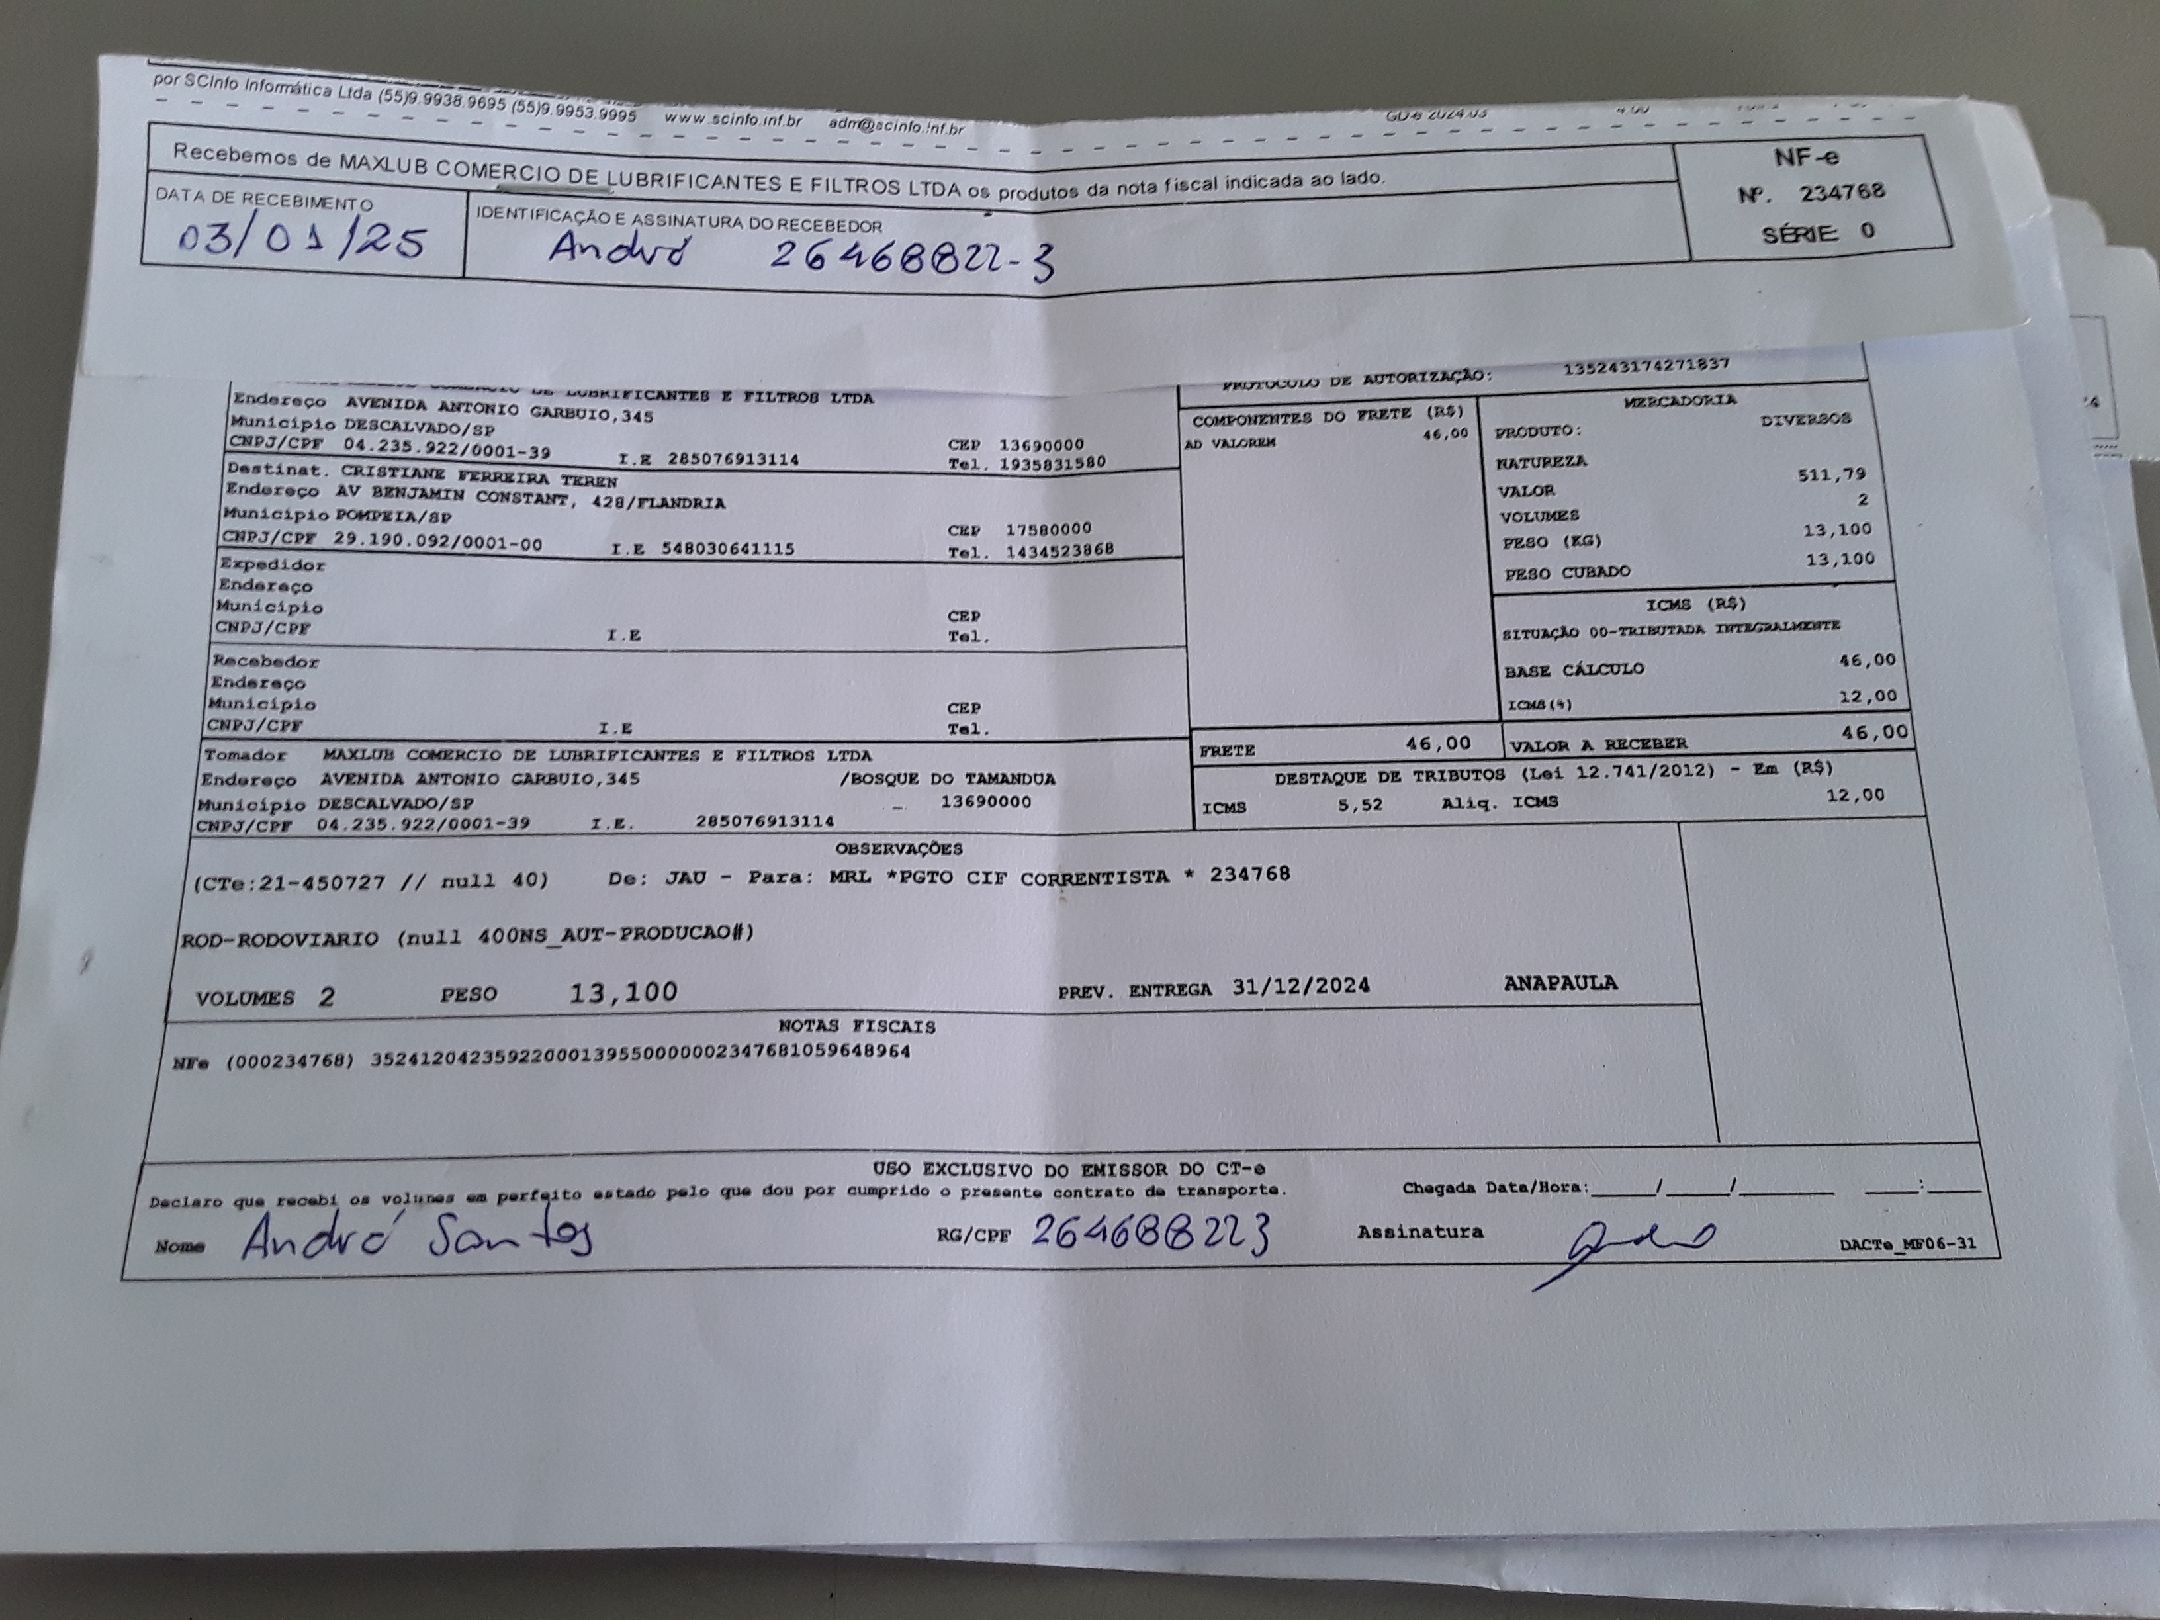 por SCInfo Informática Ltda (55)9.9938.9695 (55)9.9953.9995 www.scinfo.inf.br adm@scinfo.inf.br
Recebemos de MAXLUB COMERCIO DE LUBRIFICANTES E FILTROS LTDA os produtos da nota fiscal indicada ao lado.
NF-e
Nº. 234768
SÉRIE 0
DATA DE RECEBIMENTO
03/01/25
IDENTIFICAÇÃO E ASSINATURA DO RECEBEDOR
André 26468822-3
COMERCIO DE LUBRIFICANTES E FILTROS LTDA
Endereço AVENIDA ANTONIO GARBUIO,345
Município DESCALVADO/SP CEP 13690000
CNPJ/CPF 04.235.922/0001-39 I.E 285076913114 Tel. 1935831580
Destinat. CRISTIANE FERREIRA TEREN
Endereço AV BENJAMIN CONSTANT, 428/FLANDRIA
Município POMPEIA/SP CEP 17580000
CNPJ/CPF 29.190.092/0001-00 I.E 548030641115 Tel. 1434523868
Expedidor
Endereço
Município CEP
CNPJ/CPF I.E Tel.
Recebedor
Endereço
Município CEP
CNPJ/CPF I.E Tel.
Tomador MAXLUB COMERCIO DE LUBRIFICANTES E FILTROS LTDA
Endereço AVENIDA ANTONIO GARBUIO,345 /BOSQUE DO TAMANDUA
Município DESCALVADO/SP 13690000
CNPJ/CPF 04.235.922/0001-39 I.E. 285076913114
PROTOCOLO DE AUTORIZAÇÃO: 135243174271837
COMPONENTES DO FRETE (R$)
AD VALOREM 46,00
MERCADORIA
PRODUTO: DIVERSOS
NATUREZA
VALOR 511,79
VOLUMES 2
PESO (KG) 13,100
PESO CUBADO 13,100
ICMS (R$)
SITUAÇÃO 00-TRIBUTADA INTEGRALMENTE
BASE CÁLCULO 46,00
ICMS(%) 12,00
FRETE 46,00 VALOR A RECEBER 46,00
DESTAQUE DE TRIBUTOS (Lei 12.741/2012) - Em (R$)
ICMS 5,52 Aliq. ICMS 12,00
OBSERVAÇÕES
(CTe:21-450727 // null 40) De: JAU - Para: MRL *PGTO CIF CORRENTISTA * 234768
ROD-RODOVIARIO (null 400NS_AUT-PRODUCAO#)
VOLUMES 2 PESO 13,100 PREV. ENTREGA 31/12/2024 ANAPAULA
NOTAS FISCAIS
NFe (000234768) 35241204235922000139550000002347681059648964
USO EXCLUSIVO DO EMISSOR DO CT-e
Declaro que recebi os volumes em perfeito estado pelo que dou por cumprido o presente contrato de transporte. Chegada Data/Hora:_____/_____/________ ____:____
Nome André Santos RG/CPF 264688223 Assinatura André DACTe_MF06-31